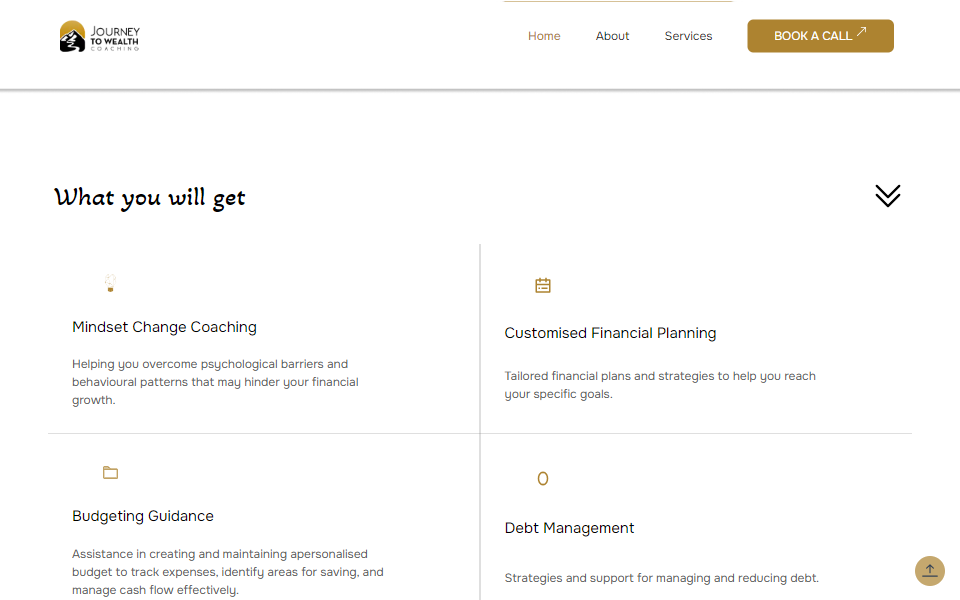 JOURNEY
TO WEALTH
COACHING
Home
About
Services
BOOK A CALL
What you will get
Mindset Change Coaching
Helping you overcome psychological barriers and
behavioural patterns that may hinder your financial
growth.
Customised Financial Planning
Tailored financial plans and strategies to help you reach
your specific goals.
Budgeting Guidance
Assistance in creating and maintaining apersonalised
budget to track expenses, identify areas for saving, and
manage cash flow effectively.
Debt Management
Strategies and support for managing and reducing debt.